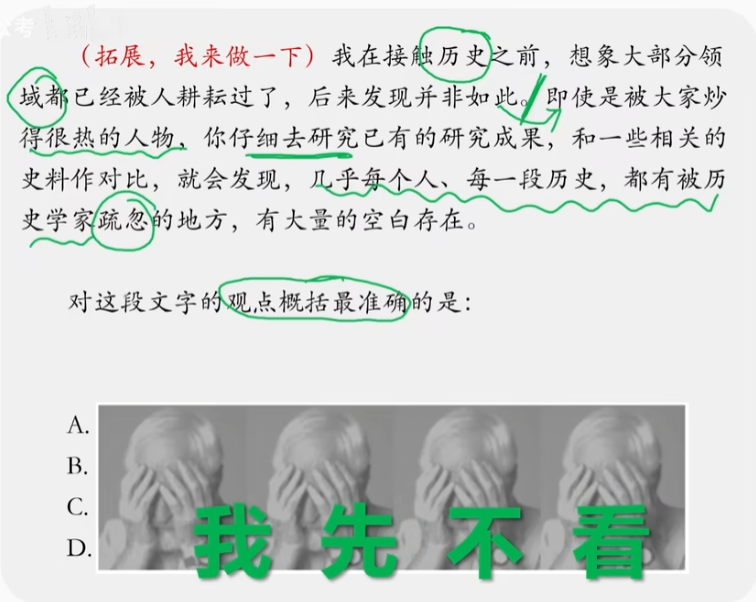 （拓展，我来做一下）我在接触历史之前，想象大部分领
域都已经被人耕耘过了，后来发现并非如此。即使是被大家炒
得很热的人物，你仔细去研究已有的研究成果，和一些相关的
史料作对比，就会发现，几乎每个人、每一段历史，都有被历
史学家疏忽的地方，有大量的空白存在。
对这段文字的观点概括最准确的是：
A.
B.
C.
D.
我先不看